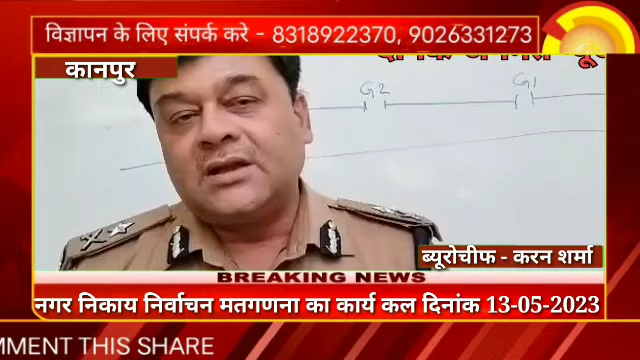 विज्ञापन के लिए संपर्क करे - 8318922370, 9026331273
कानपुर
G2
G1
ब्यूरोचीफ - करन शर्मा
BREAKING NEWS
नगर निकाय निर्वाचन मतगणना का कार्य कल दिनांक 13-05-2023
MMENT THIS SHARE